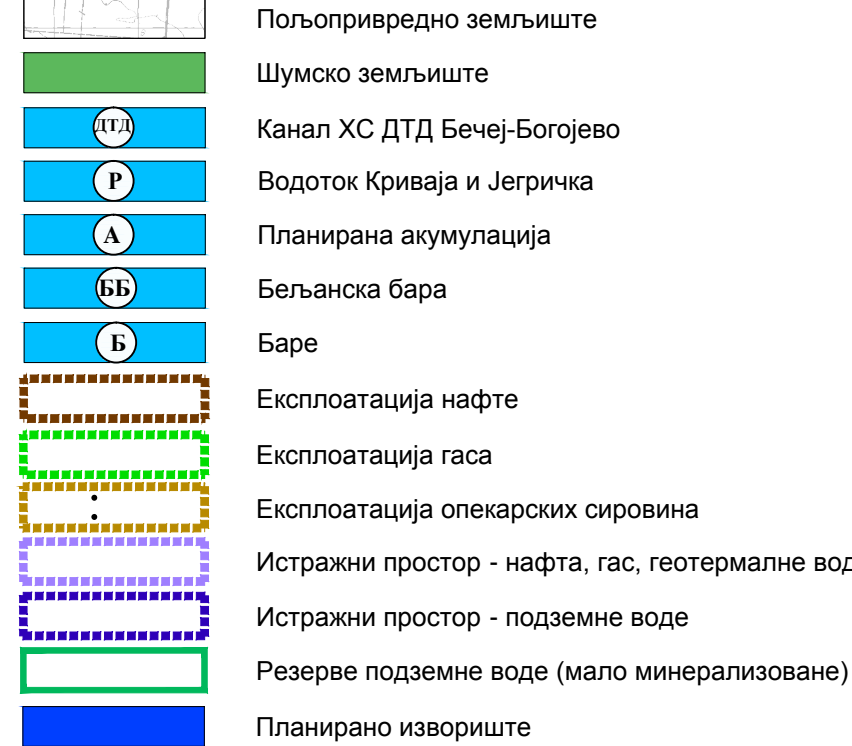 Пољопривредно земљиште
Шумско земљиште
ДТД Канал ХС ДТД Бечеј-Богојево
Р Водоток Криваја и Јегричка
А Планирана акумулација
ББ Бељанска бара
Б Баре
Експлоатација нафте
Експлоатација гаса
Експлоатација опекарских сировина
Истражни простор - нафта, гас, геотермалне
Истражни простор - подземне воде
Резерве подземне воде (мало минерализоване)
Планирано извориште